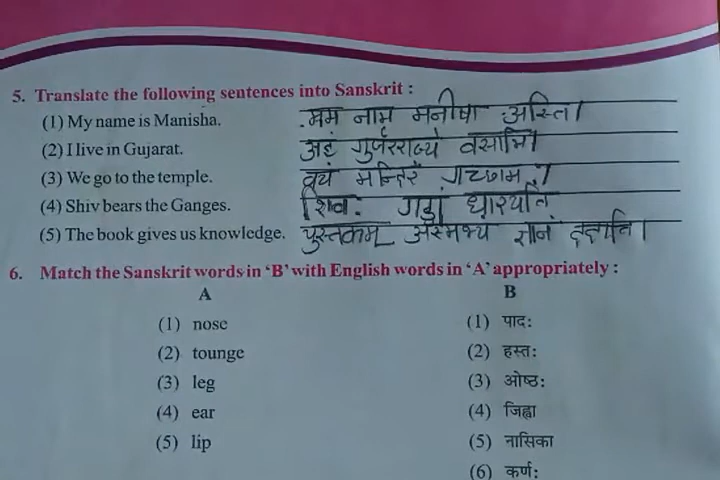 5. Translate the following sentences into Sanskrit :
(1) My name is Manisha. मम नाम मनीषा अस्ति।
(2) I live in Gujarat. अहं गुर्जरराज्ये वसामि।
(3) We go to the temple. वयं मन्दिरं गच्छाम:।
(4) Shiv bears the Ganges. शिव: गङ्गां धारयति
(5) The book gives us knowledge. पुस्तकम् अस्मभ्यं ज्ञानं ददाति।
6. Match the Sanskrit words in ‘B’ with English words in ‘A’ appropriately :
A B
(1) nose (1) पाद:
(2) tounge (2) हस्त:
(3) leg (3) ओष्ठ:
(4) ear (4) जिह्वा
(5) lip (5) नासिका
(6) कर्ण: